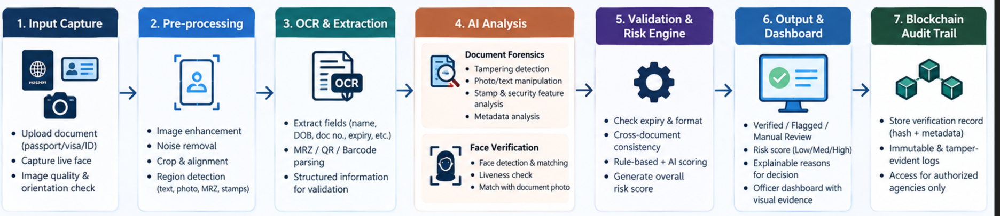 1. Input Capture
PASSPORT
• Upload document
(passport/visa/ID)
• Capture live face
• Image quality &
orientation check
2. Pre-processing
• Image enhancement
• Noise removal
• Crop & alignment
• Region detection
(text, photo, MRZ, stamps)
3. OCR & Extraction
OCR
• Extract fields (name,
DOB, doc no., expiry, etc.)
• MRZ / QR / Barcode
parsing
• Structured information
for validation
4. AI Analysis
Document Forensics
• Tampering detection
• Photo/text manipulation
• Stamp & security feature
analysis
• Metadata analysis
Face Verification
• Face detection & matching
• Liveness check
• Match with document photo
5. Validation &
Risk Engine
• Check expiry & format
• Cross-document
consistency
• Rule-based + AI scoring
• Generate overall
risk score
6. Output &
Dashboard
• Verified / Flagged /
Manual Review
• Risk score (Low/Med/High)
• Explainable reasons
for decision
• Officer dashboard with
visual evidence
7. Blockchain
Audit Trail
• Store verification record
(hash + metadata)
• Immutable & tamper-
evident logs
• Access for authorized
agencies only